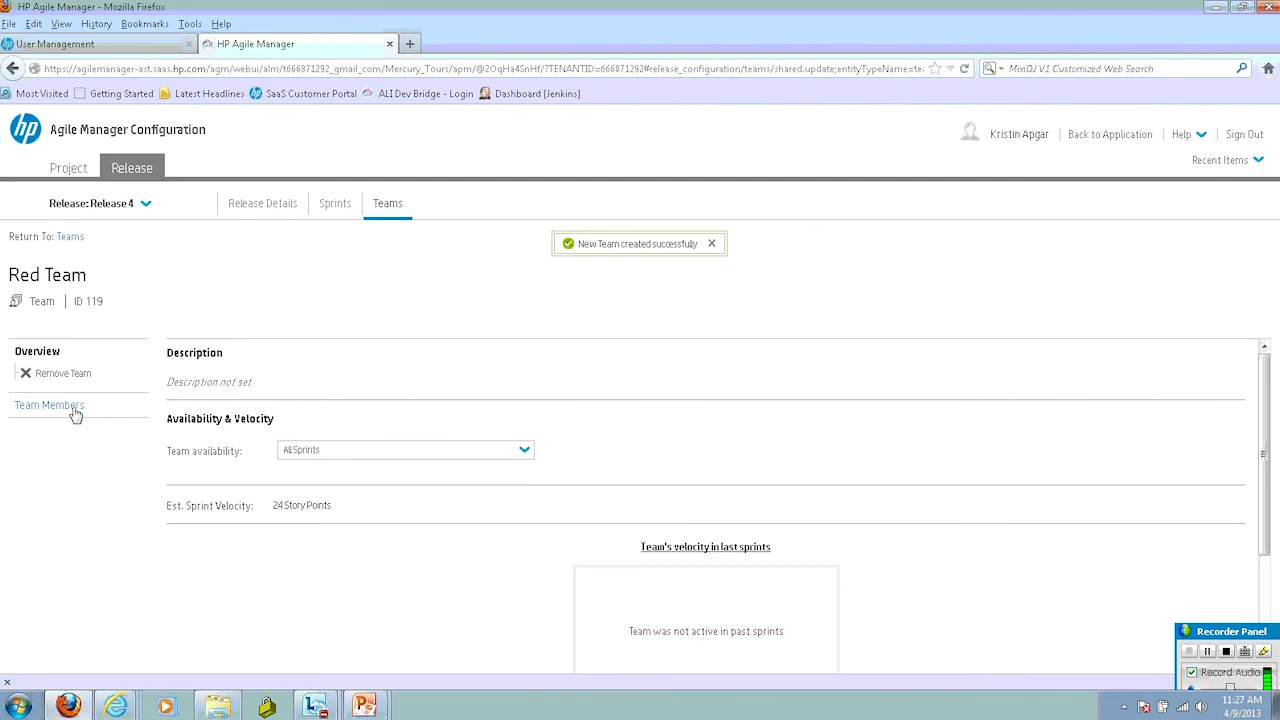 HP Agile Manager - Mozilla Firefox
File Edit View History Bookmarks Tools Help
User Management
HP Agile Manager
https://agilemanager-ast.saas.hp.com/agm/webui/alm/t666871292_gmail_com/Mercury_Tours/apm/@2OqHa4SnHf/?TENANTID=666871292#release_configuration/teams/shared.update;entityTypeName=te:
MixiDJ V1 Customized Web Search
Most Visited Getting Started Latest Headlines SaaS Customer Portal ALI Dev Bridge - Login Dashboard [Jenkins]
hp Agile Manager Configuration
Kristin Apgar Back to Application Help Sign Out
Project Release
Recent Items
Release: Release 4 Release Details Sprints Teams
Return To: Teams
New Team created successfully
Red Team
Team ID 119
Overview
Remove Team
Team Members
Description
Description not set
Availability & Velocity
Team availability: All Sprints
Est. Sprint Velocity: 24 Story Points
Team's velocity in last sprints
Team was not active in past sprints
Recorder Panel
Record Audio
11:27 AM
4/9/2013